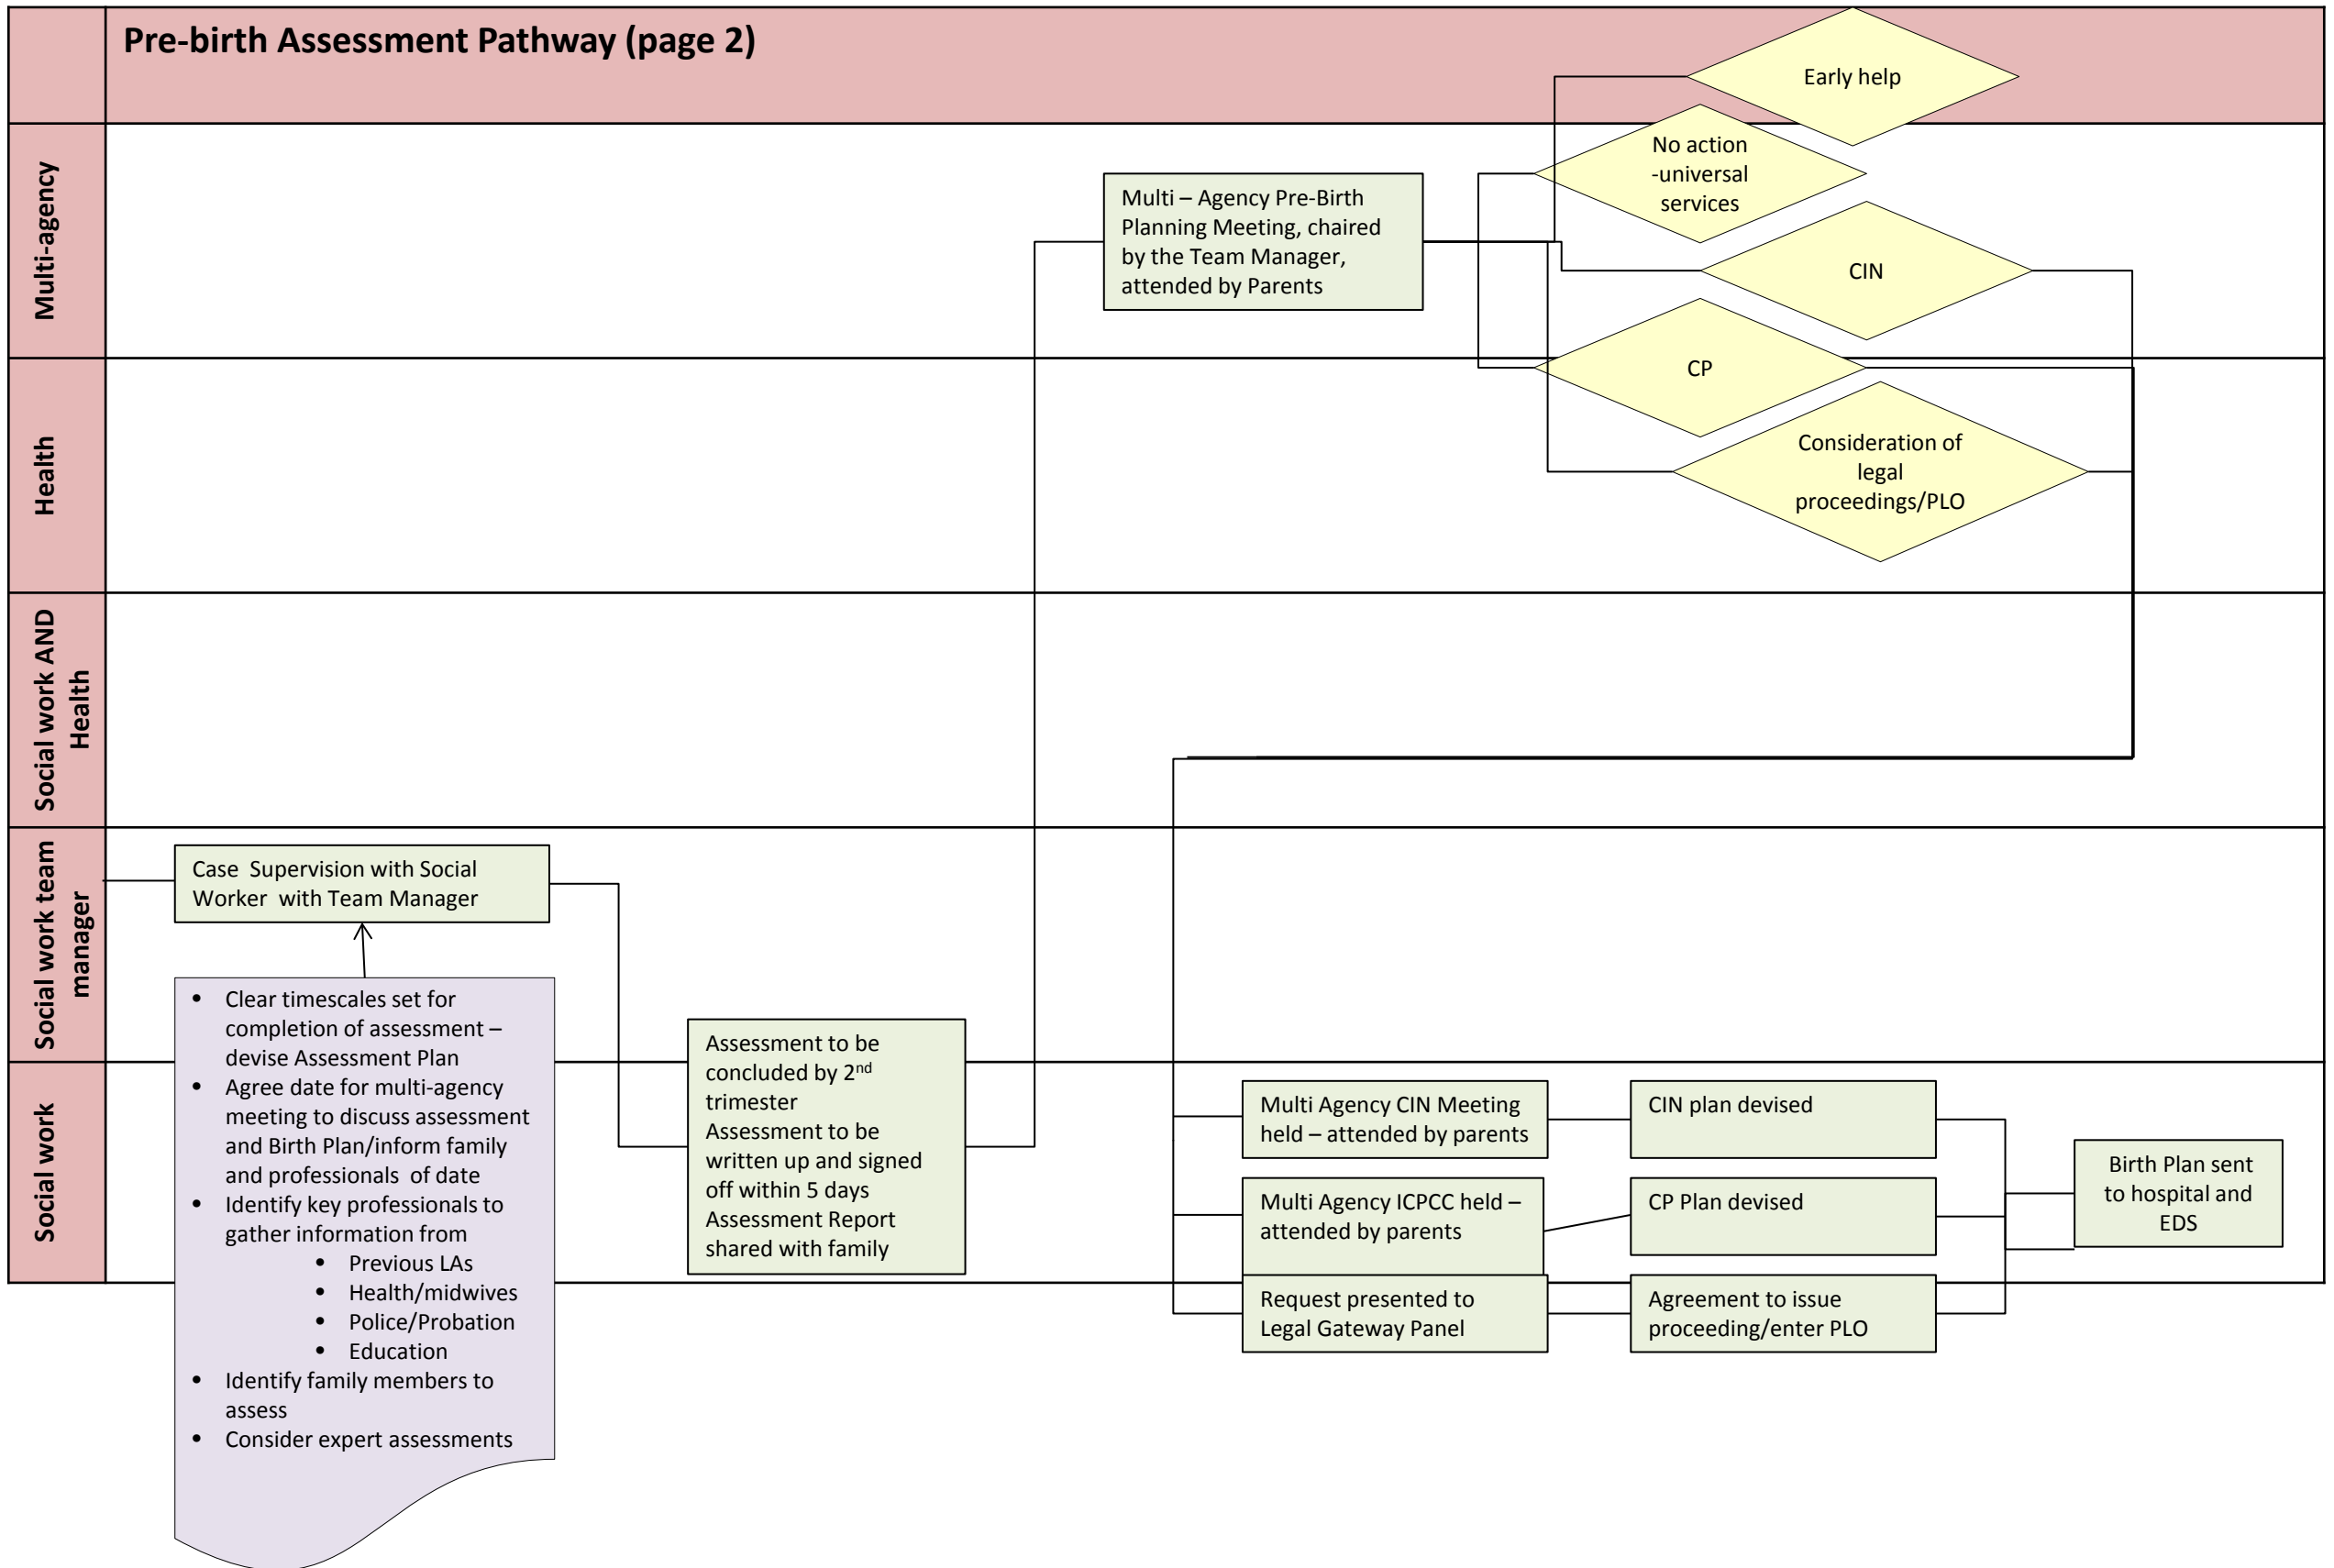 Pre-birth Assessment Pathway (page 2)
Early help
Multi-agency
No action
-universal
services
Multi – Agency Pre-Birth
Planning Meeting, chaired
by the Team Manager,
attended by Parents
CIN
Health
CP
Consideration of
legal
proceedings/PLO
Social work AND
Health
Social work team
manager
Case  Supervision with Social
Worker  with Team Manager
• Clear timescales set for
completion of assessment –
devise Assessment Plan
• Agree date for multi-agency
meeting to discuss assessment
and Birth Plan/inform family
and professionals  of date
• Identify key professionals to
gather information from
• Previous LAs
• Health/midwives
• Police/Probation
• Education
• Identify family members to
assess
• Consider expert assessments
Assessment to be
concluded by 2nd
trimester
Assessment to be
written up and signed
off within 5 days
Assessment Report
shared with family
Social work
Multi Agency CIN Meeting
held – attended by parents
CIN plan devised
Multi Agency ICPCC held –
attended by parents
CP Plan devised
Request presented to
Legal Gateway Panel
Agreement to issue
proceeding/enter PLO
Birth Plan sent
to hospital and
EDS